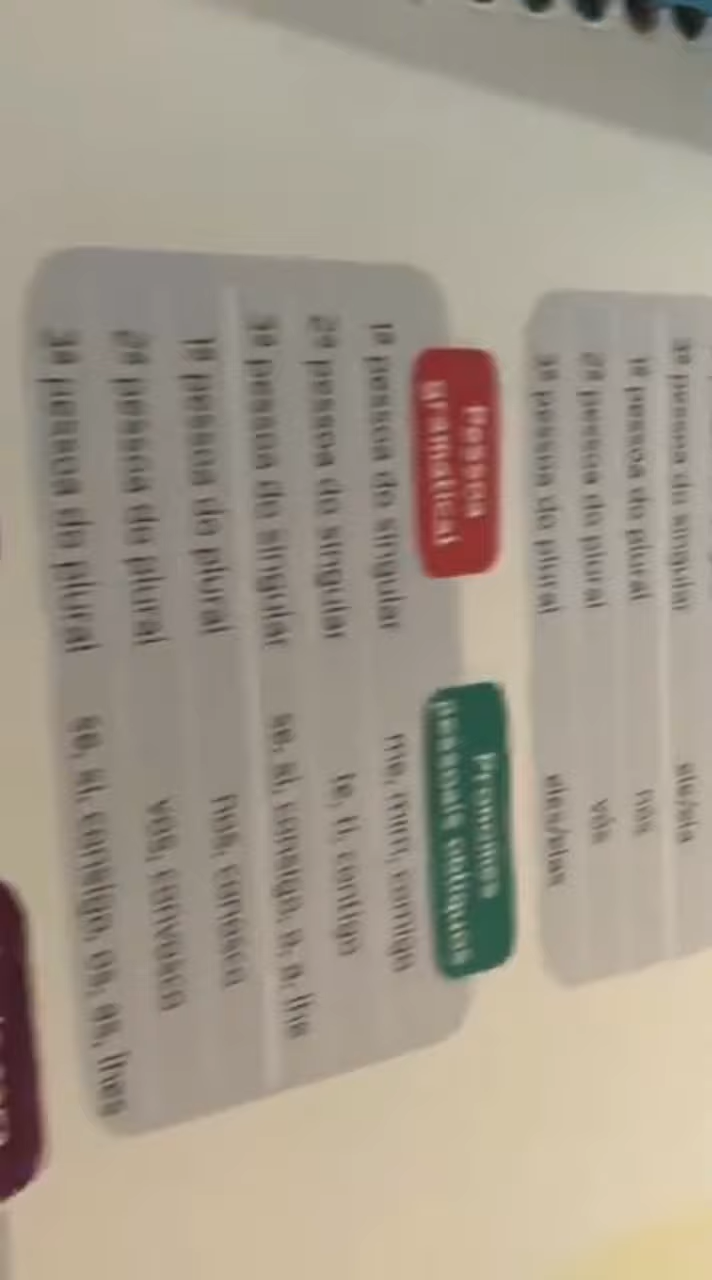 3ª pessoa do singular ele/ela
1ª pessoa do plural nós
2ª pessoa do plural vós
3ª pessoa do plural eles/elas
Pessoa gramatical
Pronomes pessoais oblíquos
1ª pessoa do singular me, mim, comigo
2ª pessoa do singular te, ti, contigo
3ª pessoa do singular se, si, consigo, o, a, lhe
1ª pessoa do plural nos, conosco
2ª pessoa do plural vos, convosco
3ª pessoa do plural se, si, consigo, os, as, lhes